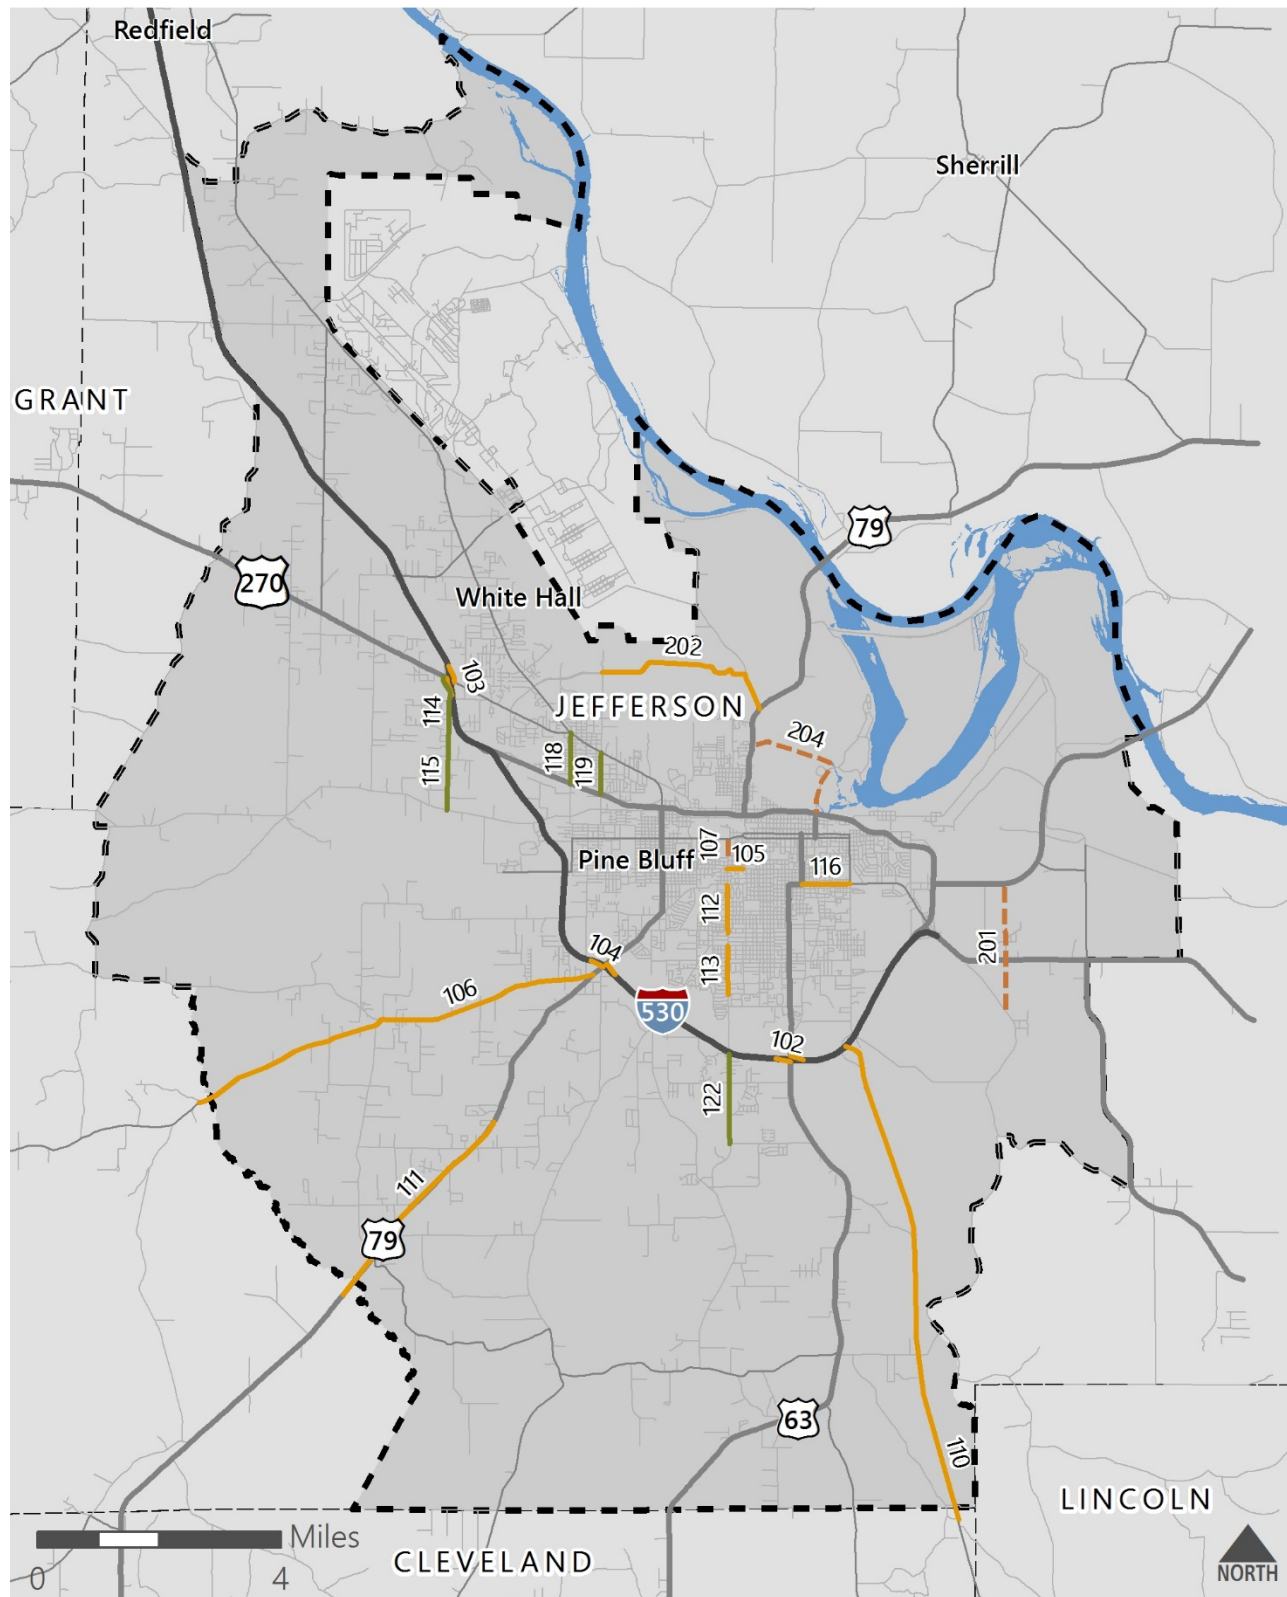 Redfield
Sherrill
GRANT
79
270
White Hall
202
103
JEFFERSON
114
204
118
115
119
107
105
Pine Bluff
116
112
201
104
113
106
530
102
122
111
79
63
110
LINCOLN
Miles
CLEVELAND
0
4
NORTH